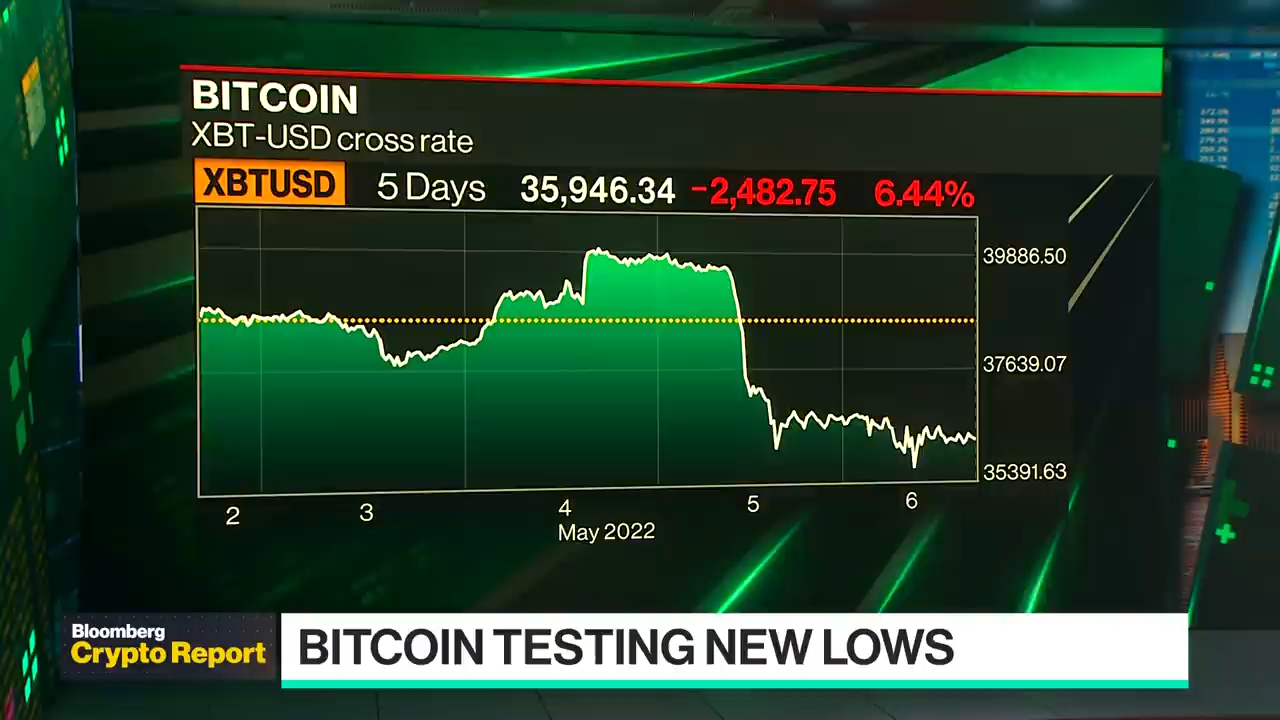 BITCOIN
XBT-USD cross rate
XBTUSD 5 Days 35,946.34 -2,482.75 6.44%
39886.50
37639.07
35391.63
2 3 4 5 6
May 2022
Bloomberg
Crypto Report
BITCOIN TESTING NEW LOWS